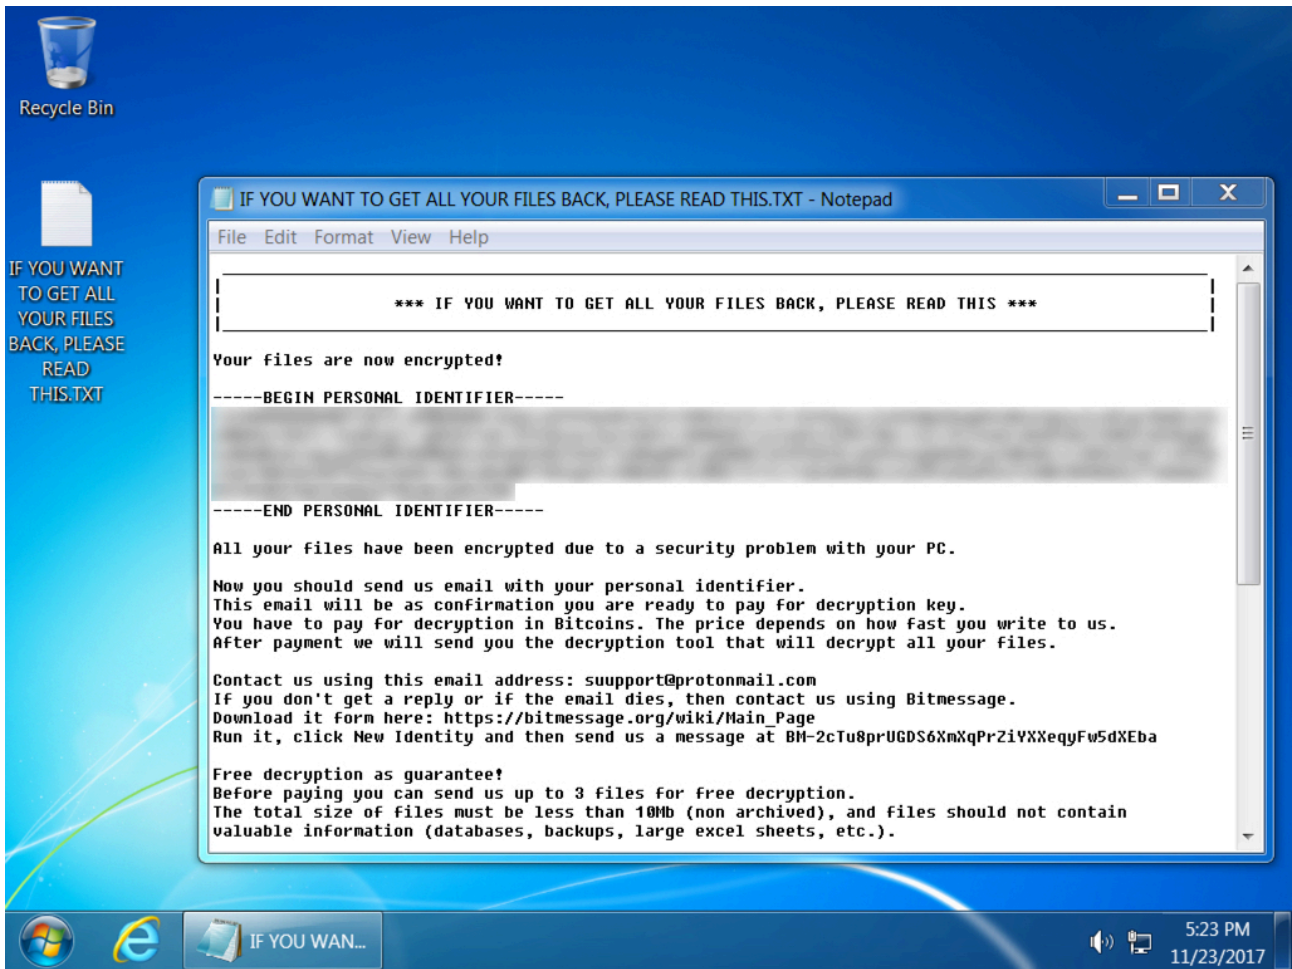 Recycle Bin
IF YOU WANT
TO GET ALL
YOUR FILES
BACK, PLEASE
READ
THIS.TXT
IF YOU WANT TO GET ALL YOUR FILES BACK, PLEASE READ THIS.TXT - Notepad
File Edit Format View Help
*** IF YOU WANT TO GET ALL YOUR FILES BACK, PLEASE READ THIS ***
Your files are now encrypted!
-----BEGIN PERSONAL IDENTIFIER-----
-----END PERSONAL IDENTIFIER-----
All your files have been encrypted due to a security problem with your PC.
Now you should send us email with your personal identifier.
This email will be as confirmation you are ready to pay for decryption key.
You have to pay for decryption in Bitcoins. The price depends on how fast you write to us.
After payment we will send you the decryption tool that will decrypt all your files.
Contact us using this email address: suupport@protonmail.com
If you don't get a reply or if the email dies, then contact us using Bitmessage.
Download it form here: https://bitmessage.org/wiki/Main_Page
Run it, click New Identity and then send us a message at BM-2cTu8prUGDS6XmXqPrZiYXXeqyFw5dXEba
Free decryption as guarantee!
Before paying you can send us up to 3 files for free decryption.
The total size of files must be less than 10Mb (non archived), and files should not contain
valuable information (databases, backups, large excel sheets, etc.).
IF YOU WAN...
5:23 PM
11/23/2017